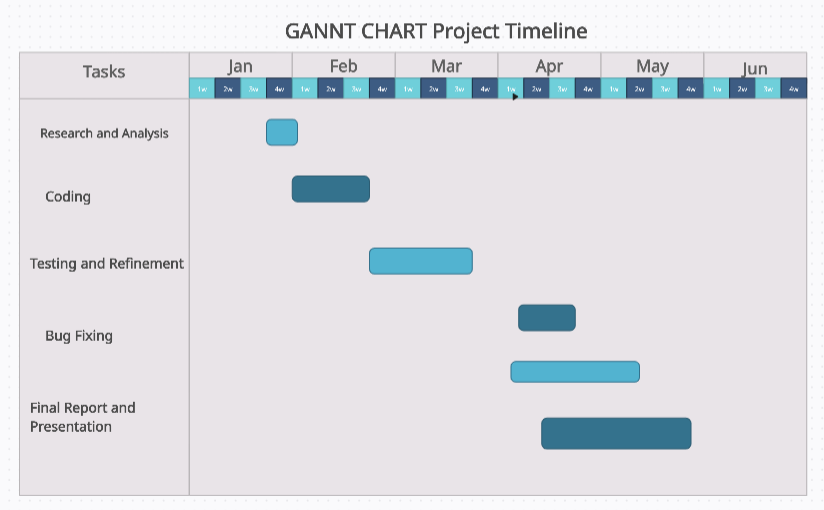 GANNT CHART Project Timeline
Tasks Jan Feb Mar Apr May Jun
1w 2w 3w 4w 1w 2w 3w 4w 1w 2w 3w 4w 1w 2w 3w 4w 1w 2w 3w 4w 1w 2w 3w 4w
Research and Analysis
Coding
Testing and Refinement
Bug Fixing
Final Report and
Presentation